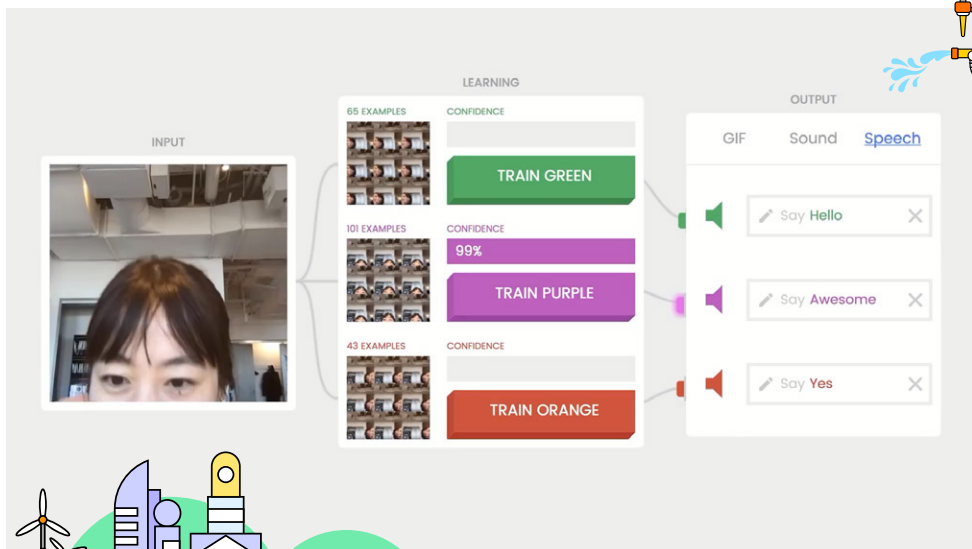 INPUT
LEARNING
65 EXAMPLES
CONFIDENCE
TRAIN GREEN
101 EXAMPLES
CONFIDENCE
99%
TRAIN PURPLE
43 EXAMPLES
CONFIDENCE
TRAIN ORANGE
OUTPUT
GIF Sound Speech
Say Hello
Say Awesome
Say Yes